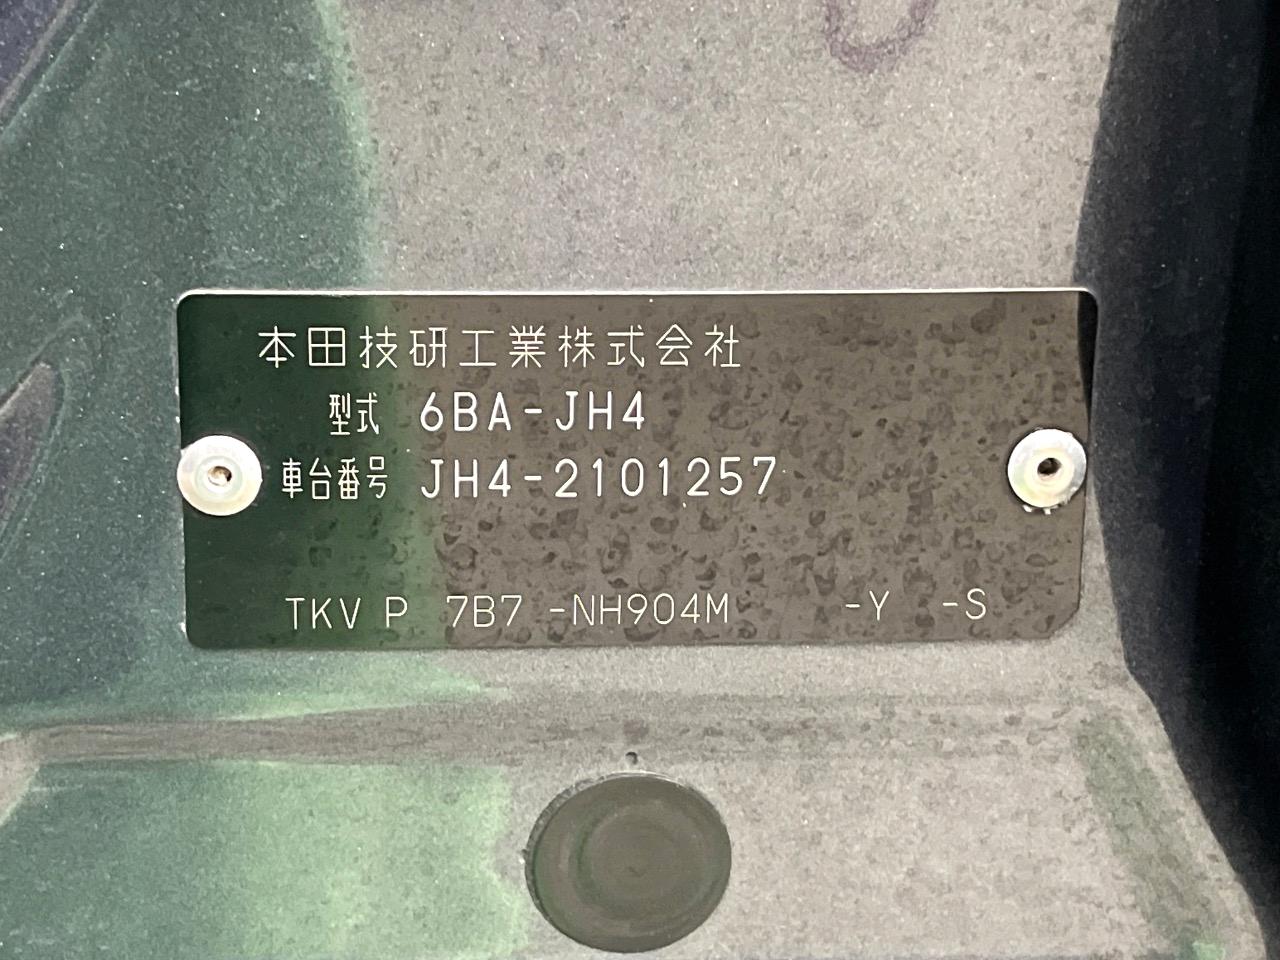 本田技研工業株式会社
型式 6BA-JH4
車台番号 JH4-2101257
TKV P 7B7 -NH904M -Y -S